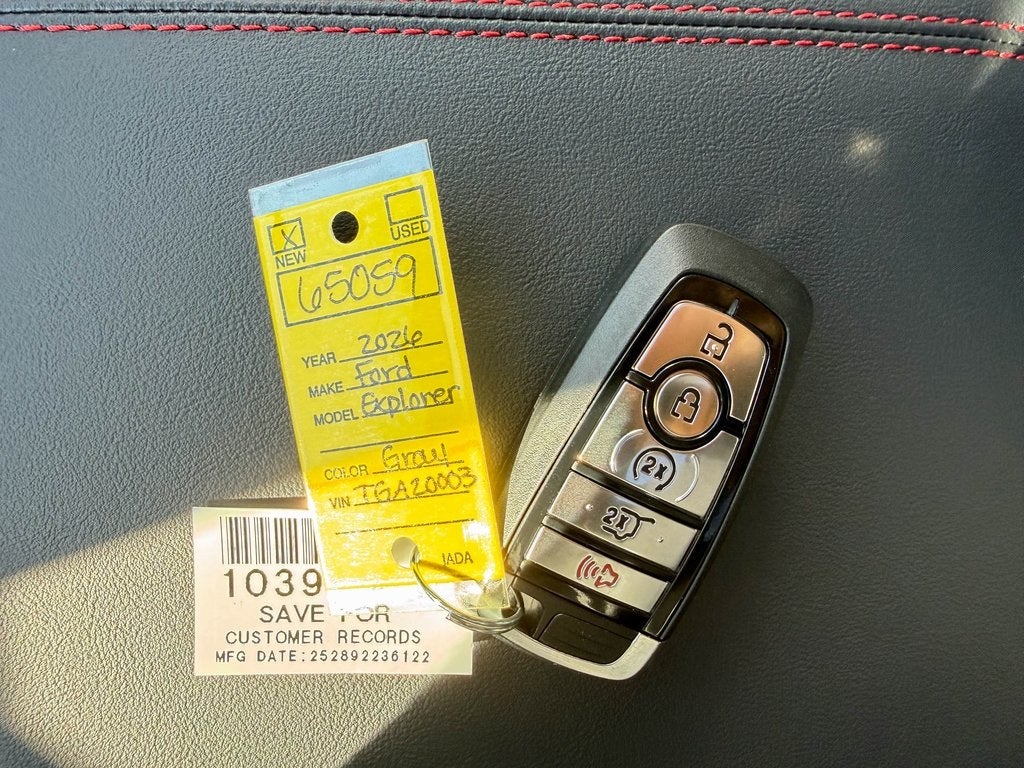 X
NEW
USED
65059
YEAR 2026
MAKE Ford
MODEL Explorer
COLOR Gray
VIN TGA20003
IADA
1039
SAVE FOR
CUSTOMER RECORDS
MFG DATE:252892236122
2x
2x